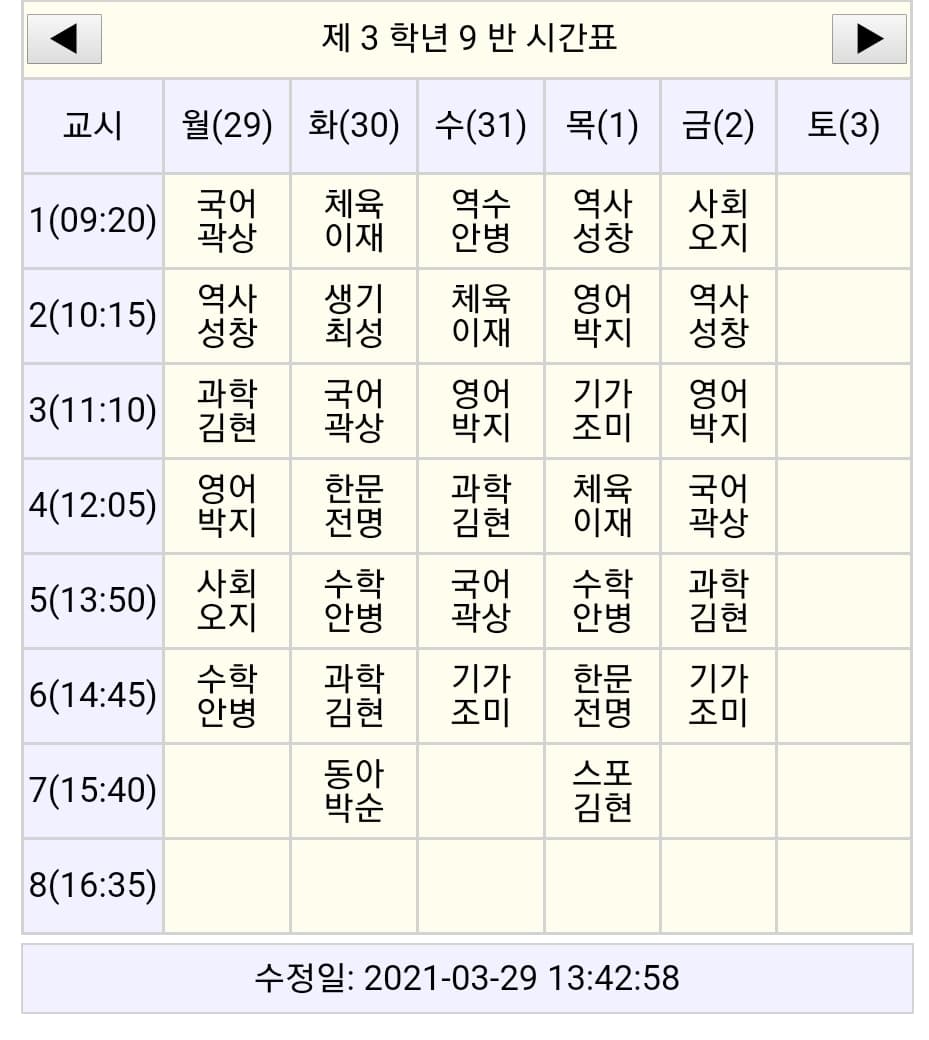 ◀ 제 3 학년 9 반 시간표 ▶
교시 월(29) 화(30) 수(31) 목(1) 금(2) 토(3)
1(09:20) 국어 체육 역수 역사 사회
곽상 이재 안병 성창 오지
2(10:15) 역사 생기 체육 영어 역사
성창 최성 이재 박지 성창
3(11:10) 과학 국어 영어 기가 영어
김현 곽상 박지 조미 박지
4(12:05) 영어 한문 과학 체육 국어
박지 전명 김현 이재 곽상
5(13:50) 사회 수학 국어 수학 과학
오지 안병 곽상 안병 김현
6(14:45) 수학 과학 기가 한문 기가
안병 김현 조미 전명 조미
7(15:40) 동아 스포
박순 김현
8(16:35)
수정일: 2021-03-29 13:42:58